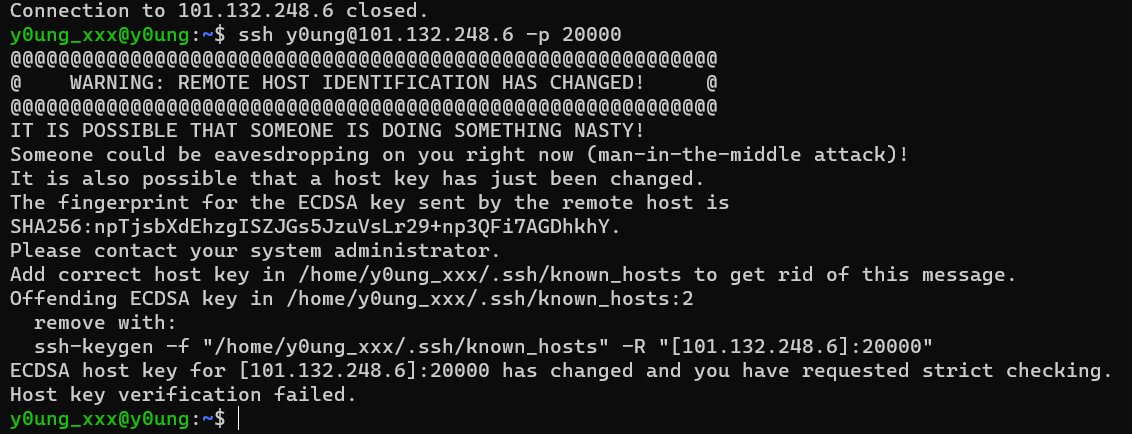 Connection to 101.132.248.6 closed.
y0ung_xxx@y0ung:~$ ssh y0ung@101.132.248.6 -p 20000
@@@@@@@@@@@@@@@@@@@@@@@@@@@@@@@@@@@@@@@@@@@@@@@@@@@@@@@@@@@
@    WARNING: REMOTE HOST IDENTIFICATION HAS CHANGED!     @
@@@@@@@@@@@@@@@@@@@@@@@@@@@@@@@@@@@@@@@@@@@@@@@@@@@@@@@@@@@
IT IS POSSIBLE THAT SOMEONE IS DOING SOMETHING NASTY!
Someone could be eavesdropping on you right now (man-in-the-middle attack)!
It is also possible that a host key has just been changed.
The fingerprint for the ECDSA key sent by the remote host is
SHA256:npTjsbXdEhzgISZJGs5JzuVsLr29+np3QFi7AGDhkhY.
Please contact your system administrator.
Add correct host key in /home/y0ung_xxx/.ssh/known_hosts to get rid of this message.
Offending ECDSA key in /home/y0ung_xxx/.ssh/known_hosts:2
  remove with:
  ssh-keygen -f "/home/y0ung_xxx/.ssh/known_hosts" -R "[101.132.248.6]:20000"
ECDSA host key for [101.132.248.6]:20000 has changed and you have requested strict checking.
Host key verification failed.
y0ung_xxx@y0ung:~$